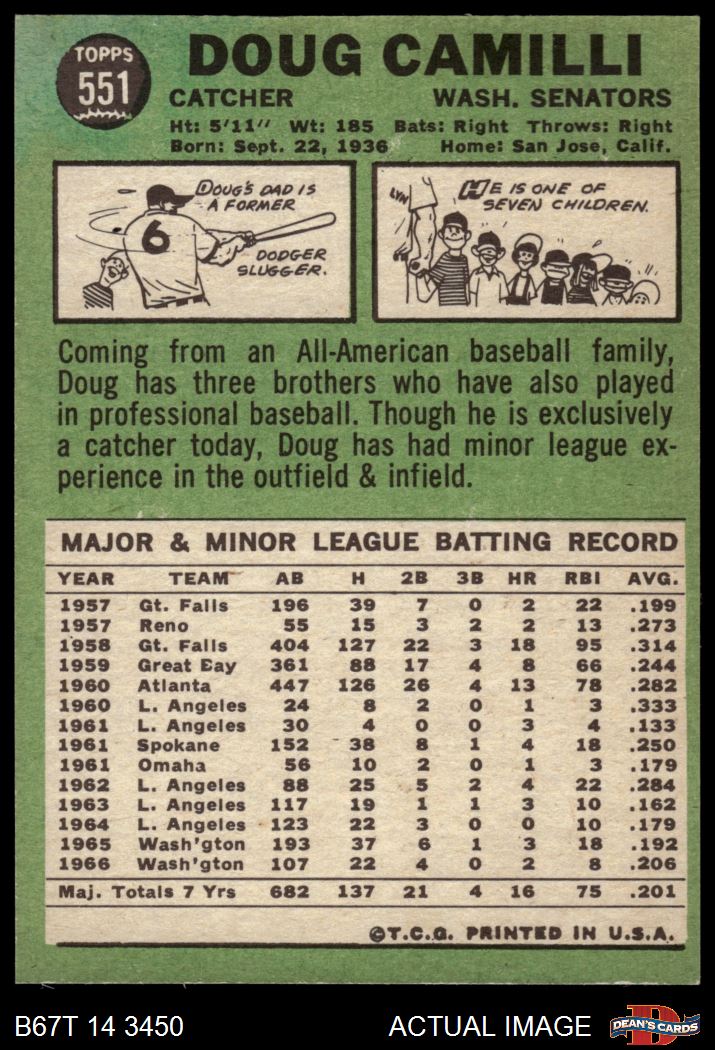 TOPPS
551
DOUG CAMILLI
CATCHER WASH. SENATORS
Ht: 5'11" Wt: 185 Bats: Right Throws: Right
Born: Sept. 22, 1936 Home: San Jose, Calif.
DOUG'S DAD IS
A FORMER
DODGER
SLUGGER.
6
LYN
HE IS ONE OF
SEVEN CHILDREN.
Coming from an All-American baseball family,
Doug has three brothers who have also played
in professional baseball. Though he is exclusively
a catcher today, Doug has had minor league ex-
perience in the outfield & infield.
MAJOR & MINOR LEAGUE BATTING RECORD
YEAR TEAM AB H 2B 3B HR RBI AVG.
1957 Gt. Falls 196 39 7 0 2 22 .199
1957 Reno 55 15 3 2 2 13 .273
1958 Gt. Falls 404 127 22 3 18 95 .314
1959 Great Bay 361 88 17 4 8 66 .244
1960 Atlanta 447 126 26 4 13 78 .282
1960 L. Angeles 24 8 2 0 1 3 .333
1961 L. Angeles 30 4 0 0 3 4 .133
1961 Spokane 152 38 8 1 4 18 .250
1961 Omaha 56 10 2 0 1 3 .179
1962 L. Angeles 88 25 5 2 4 22 .284
1963 L. Angeles 117 19 1 1 3 10 .162
1964 L. Angeles 123 22 3 0 0 10 .179
1965 Wash'gton 193 37 6 1 3 18 .192
1966 Wash'gton 107 22 4 0 2 8 .206
Maj. Totals 7 Yrs 682 137 21 4 16 75 .201
©T.C.G. PRINTED IN U.S.A.
B67T 14 3450 ACTUAL IMAGE
D
DEAN'S CARDS